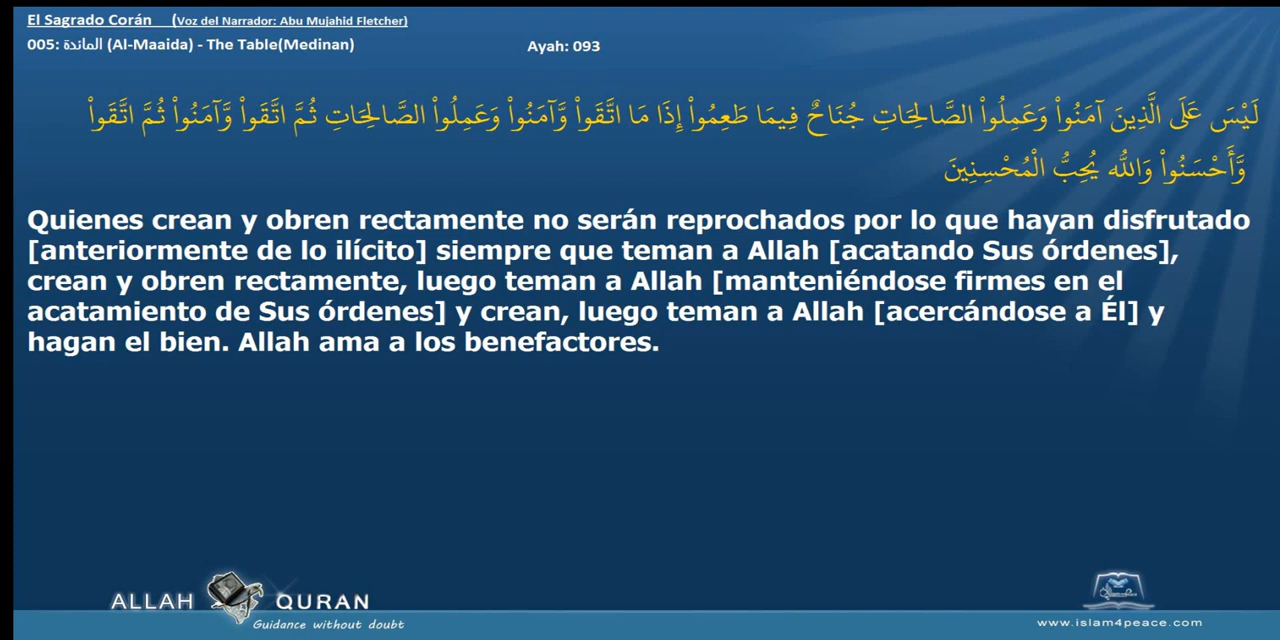 El Sagrado Corán (Voz del Narrador: Abu Mujahid Fletcher)
005: المائدة (Al-Maaida) - The Table(Medinan)
Ayah: 093
لَيْسَ عَلَى الَّذِينَ آمَنُواْ وَعَمِلُواْ الصَّالِحَاتِ جُنَاحٌ فِيمَا طَعِمُواْ إِذَا مَا اتَّقَواْ وَّآمَنُواْ وَعَمِلُواْ الصَّالِحَاتِ ثُمَّ اتَّقَواْ وَّآمَنُواْ ثُمَّ اتَّقَواْ
وَّأَحْسَنُواْ وَاللّهُ يُحِبُّ الْمُحْسِنِينَ
Quienes crean y obren rectamente no serán reprochados por lo que hayan disfrutado
[anteriormente de lo ilícito] siempre que teman a Allah [acatando Sus órdenes],
crean y obren rectamente, luego teman a Allah [manteniéndose firmes en el
acatamiento de Sus órdenes] y crean, luego teman a Allah [acercándose a Él] y
hagan el bien. Allah ama a los benefactores.
ALLAH QURAN
Guidance without doubt
www.islam4peace.com